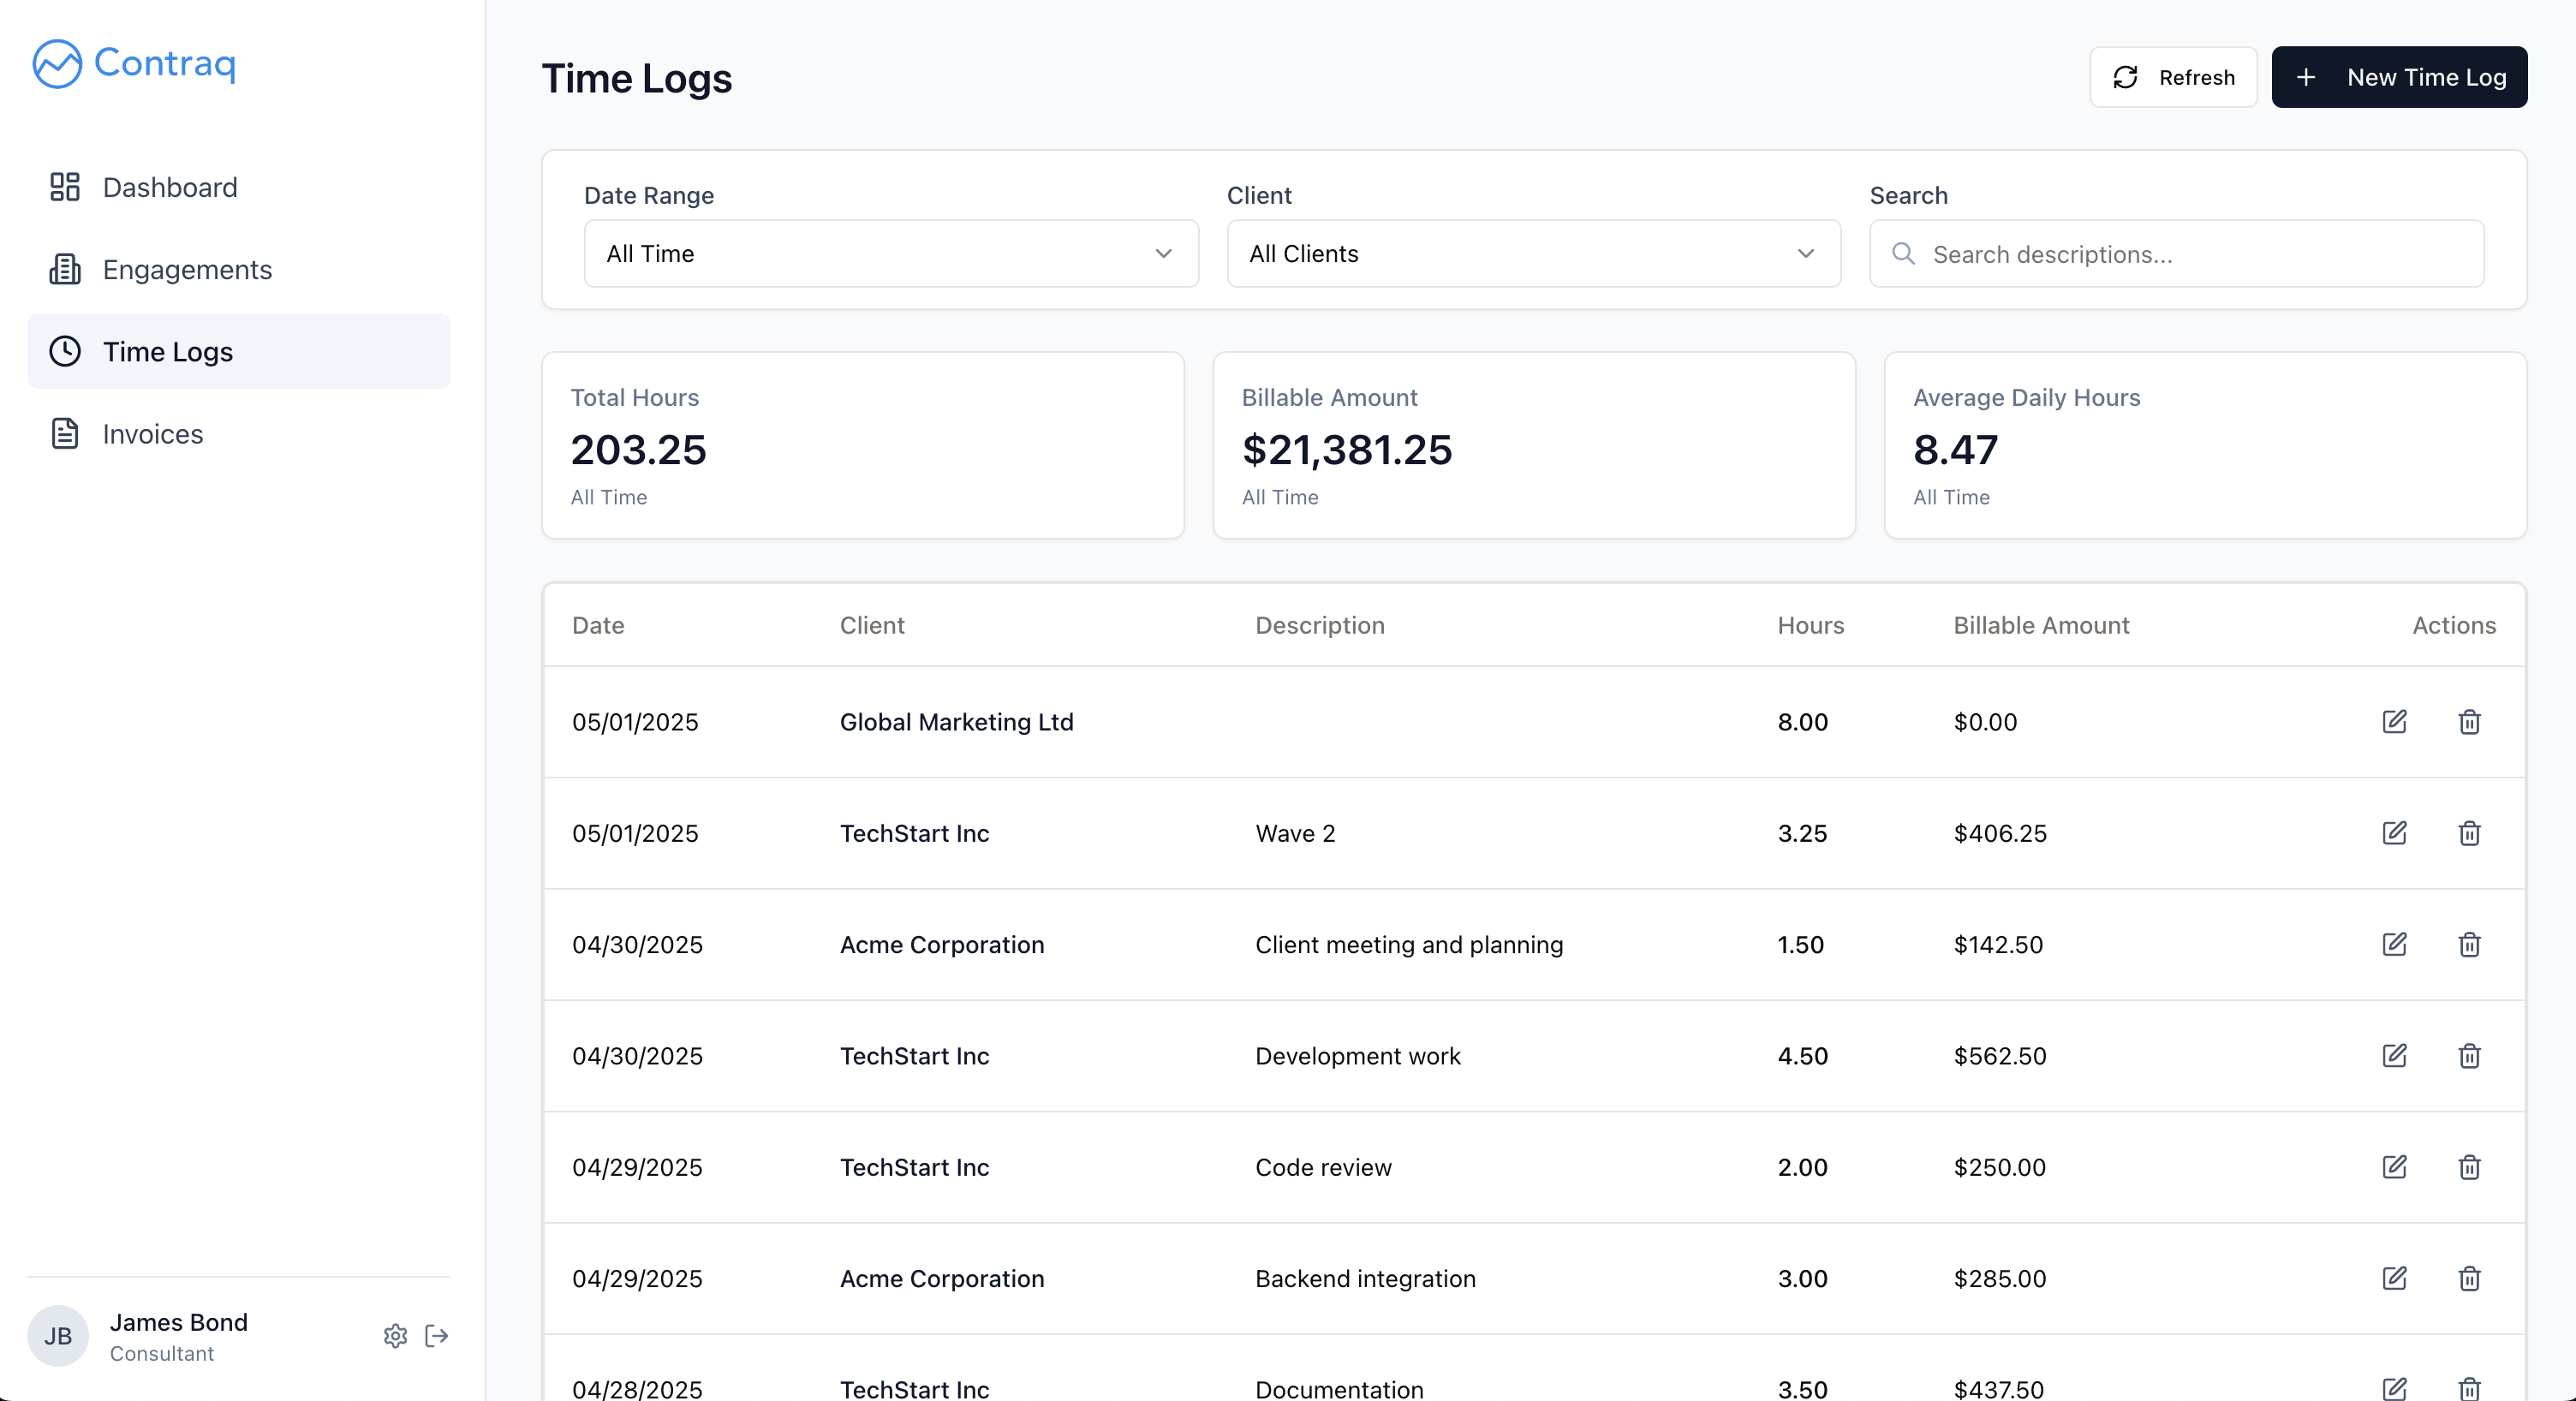 Contraq
Dashboard
Engagements
Time Logs
Invoices
JB
James Bond
Consultant
Time Logs
Refresh
New Time Log
Date Range
Client
Search
All Time
All Clients
Search descriptions...
Total Hours
203.25
All Time
Billable Amount
$21,381.25
All Time
Average Daily Hours
8.47
All Time
Date Client Description Hours Billable Amount Actions
05/01/2025 Global Marketing Ltd 8.00 $0.00
05/01/2025 TechStart Inc Wave 2 3.25 $406.25
04/30/2025 Acme Corporation Client meeting and planning 1.50 $142.50
04/30/2025 TechStart Inc Development work 4.50 $562.50
04/29/2025 TechStart Inc Code review 2.00 $250.00
04/29/2025 Acme Corporation Backend integration 3.00 $285.00
04/28/2025 TechStart Inc Documentation 3.50 $437.50